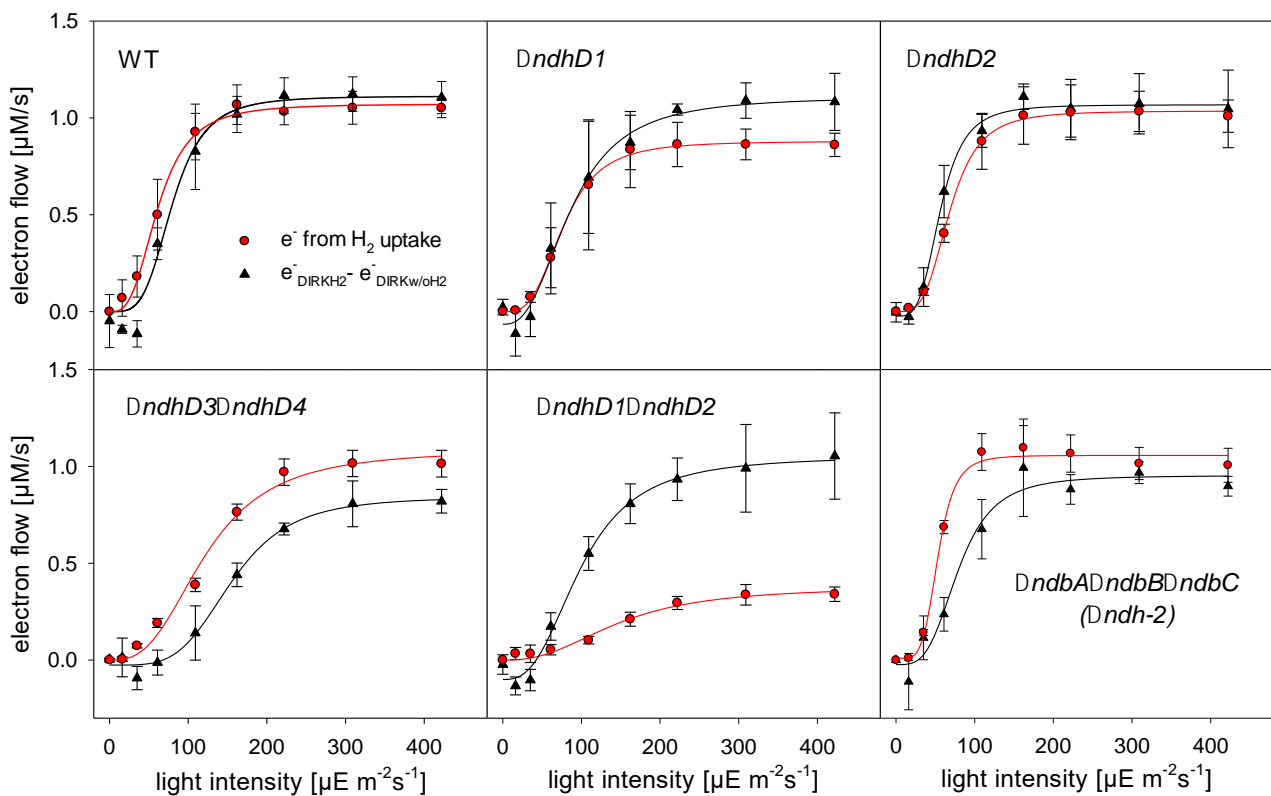 1.5
WT
DndhD1
DndhD2
1.0
0.5
0.0
e⁻ from H₂ uptake
e⁻DIRKH2- e⁻DIRKw/oH2
electron flow [µM/s]
1.5
DndhD3DndhD4
DndhD1DndhD2
1.0
0.5
0.0
DndbADndbBDndbC
(Dndh-2)
electron flow [µM/s]
0 100 200 300 400
0 100 200 300 400
0 100 200 300 400
light intensity [µE m⁻²s⁻¹]
light intensity [µE m⁻²s⁻¹]
light intensity [µE m⁻²s⁻¹]